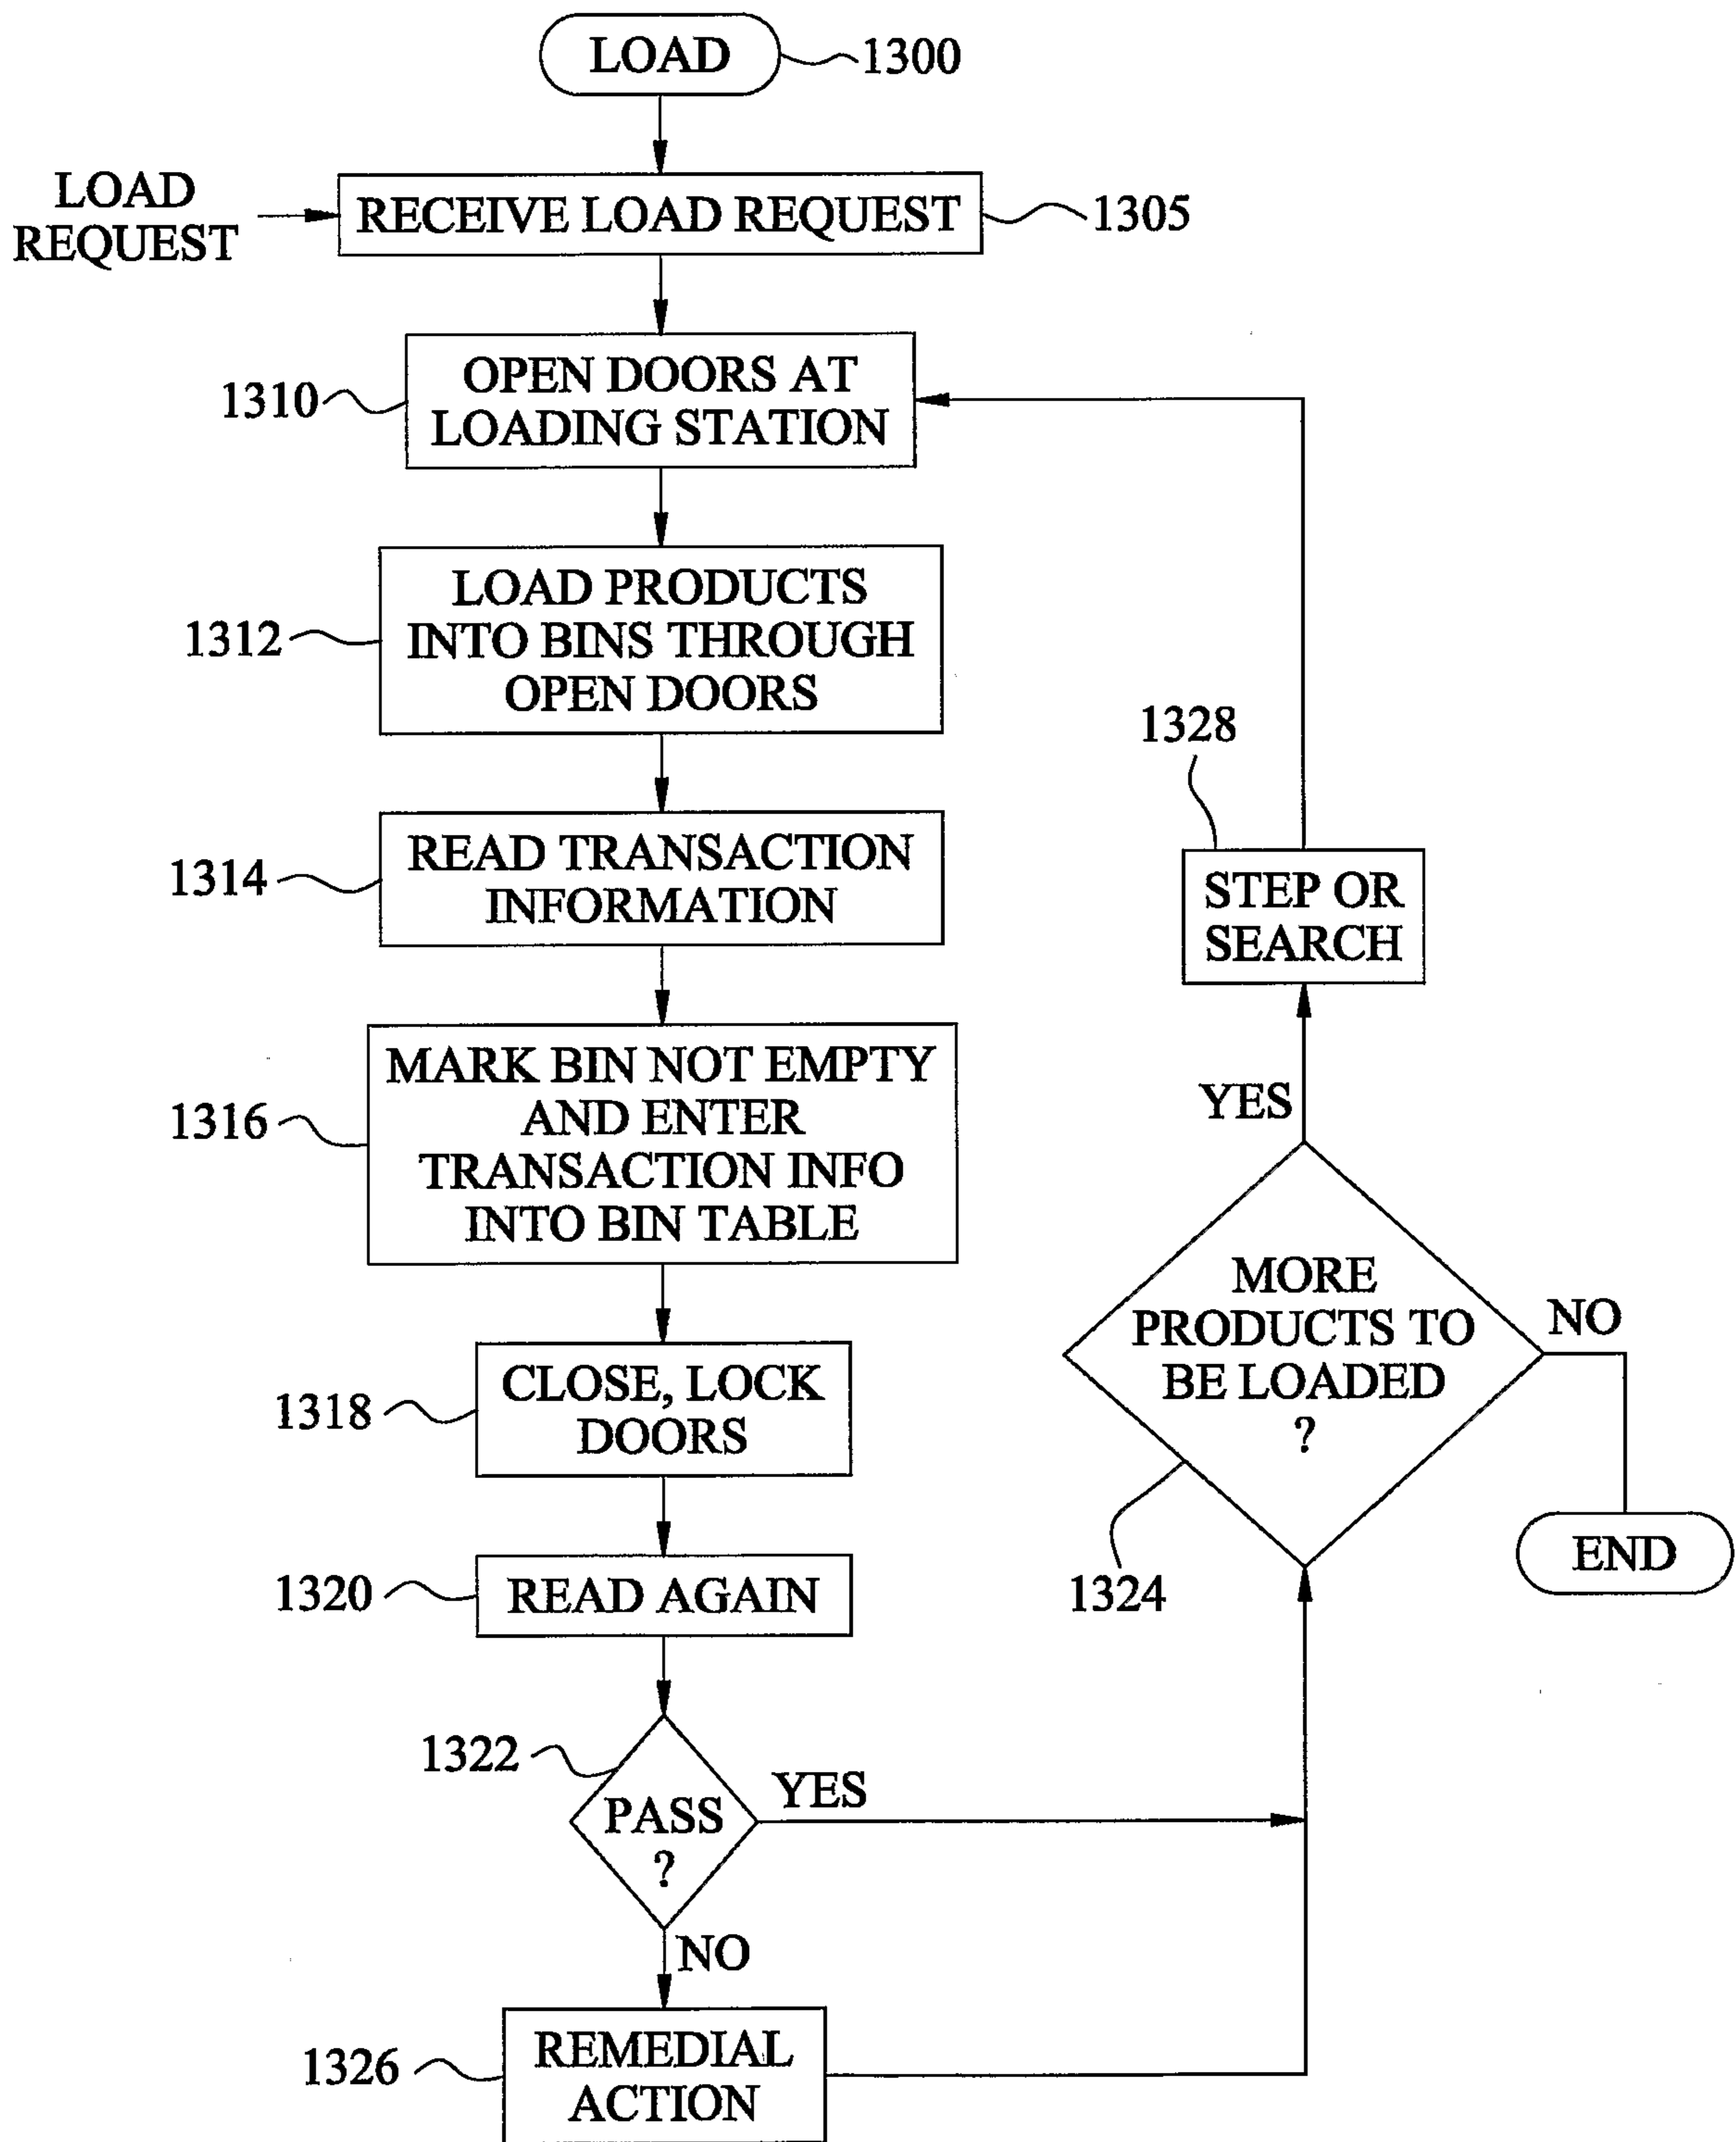 LOAD
1300
LOAD
REQUEST
RECEIVE LOAD REQUEST
1305
1310
OPEN DOORS AT
LOADING STATION
1312
LOAD PRODUCTS
INTO BINS THROUGH
OPEN DOORS
1314
READ TRANSACTION
INFORMATION
1316
MARK BIN NOT EMPTY
AND ENTER
TRANSACTION INFO
INTO BIN TABLE
1318
CLOSE, LOCK
DOORS
1320
READ AGAIN
1322
PASS
?
YES
NO
1326
REMEDIAL
ACTION
1328
STEP OR
SEARCH
YES
MORE
PRODUCTS TO
BE LOADED
?
NO
1324
END